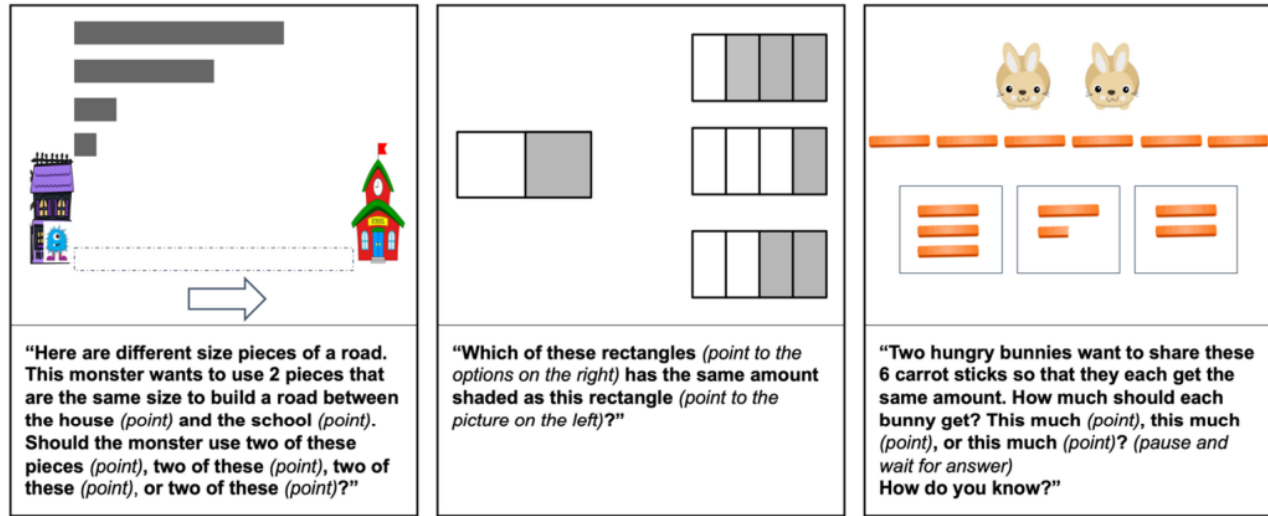 “Here are different size pieces of a road.
This monster wants to use 2 pieces that
are the same size to build a road between
the house (point) and the school (point).
Should the monster use two of these
pieces (point), two of these (point), two of
these (point), or two of these (point)?”
“Which of these rectangles (point to the
options on the right) has the same amount
shaded as this rectangle (point to the
picture on the left)?”
“Two hungry bunnies want to share these
6 carrot sticks so that they each get the
same amount. How much should each
bunny get? This much (point), this much
(point), or this much (point)? (pause and
wait for answer)
How do you know?”